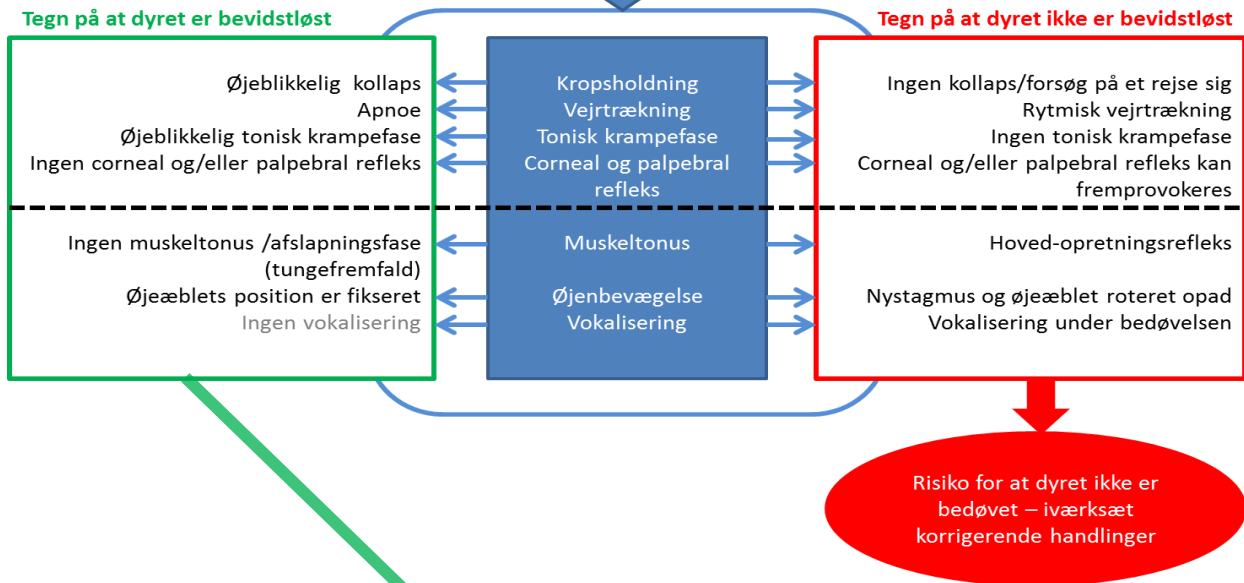 Tegn på at dyret er bevidstløst
Øjeblikkelig kollaps
Apnoe
Øjeblikkelig tonisk krampefase
Ingen corneal og/eller palpebral refleks
Ingen muskeltonus /afslapningsfase
(tungefremfald)
Øjeæblets position er fikseret
Ingen vokalisering
Kropsholdning
Vejrtrækning
Tonisk krampefase
Corneal og palpebral
refleks
Muskeltonus
Øjenbevægelse
Vokalisering
Tegn på at dyret ikke er bevidstløst
Ingen kollaps/forsøg på et rejse sig
Rytmisk vejrtrækning
Ingen tonisk krampefase
Corneal og/eller palpebral refleks kan
fremprovokeres
Hoved-opretningsrefleks
Nystagmus og øjeæblet roteret opad
Vokalisering under bedøvelsen
Risiko for at dyret ikke er
bedøvet – iværksæt
korrigerende handlinger